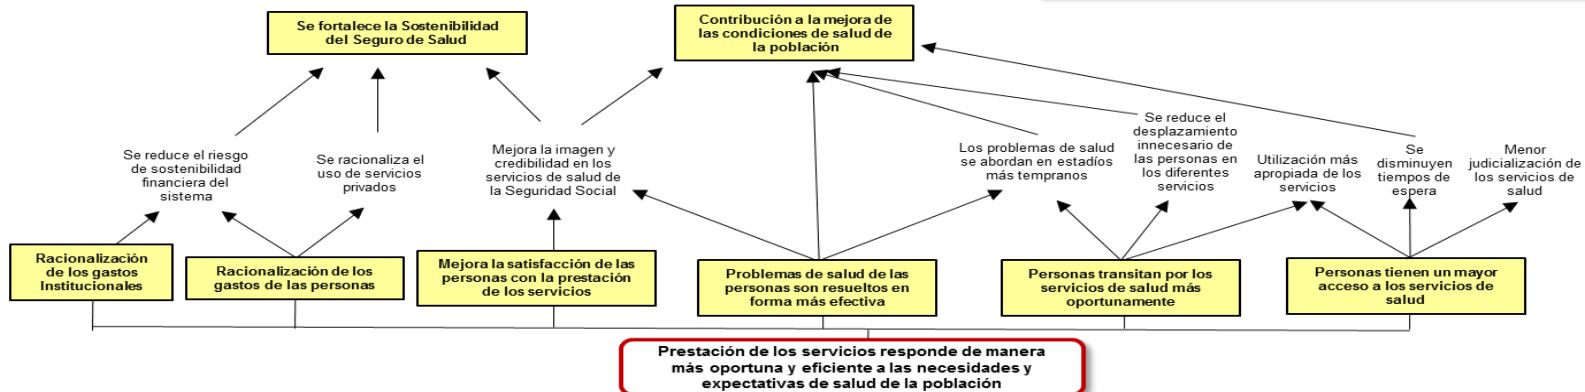 Se fortalece la Sostenibilidad
del Seguro de Salud
Contribución a la mejora de
las condiciones de salud de
la población
Se reduce el riesgo
de sostenibilidad
financiera del
sistema
Se racionaliza el
uso de servicios
privados
Mejora la imagen y
credibilidad en los
servicios de salud de
la Seguridad Social
Los problemas de salud
se abordan en estadíos
más tempranos
Se reduce el
desplazamiento
innecesario de
las personas en
los diferentes
servicios
Utilización más
apropiada de los
servicios
Se
disminuyen
tiempos de
espera
Menor
judicialización de
los servicios de
salud
Racionalización
de los gastos
Institucionales
Racionalización de los
gastos de las personas
Mejora la satisfacción de las
personas con la prestación
de los servicios
Problemas de salud de las
personas son resueltos en
forma más efectiva
Personas transitan por los
servicios de salud más
oportunamente
Personas tienen un mayor
acceso a los servicios de
salud
Prestación de los servicios responde de manera
más oportuna y eficiente a las necesidades y
expectativas de salud de la población